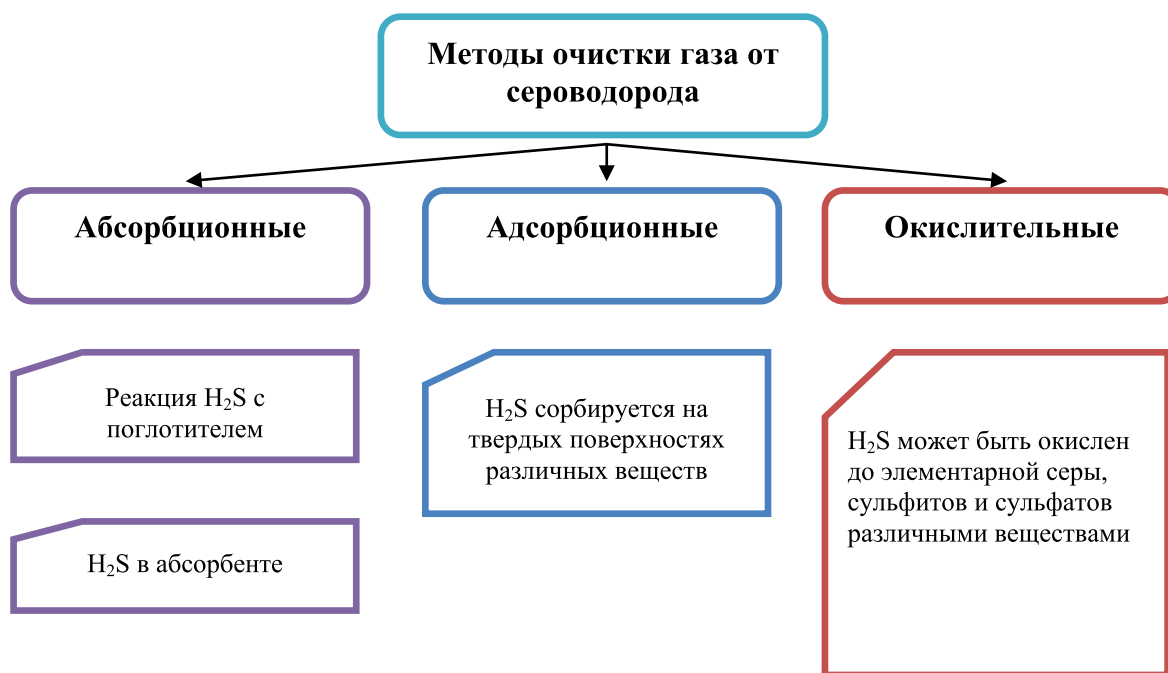 Методы очистки газа от
сероводорода
Абсорбционные
Адсорбционные
Окислительные
Реакция H₂S с
поглотителем
H₂S в абсорбенте
H₂S сорбируется на
твердых поверхностях
различных веществ
H₂S может быть окислен
до элементарной серы,
сульфитов и сульфатов
различными веществами